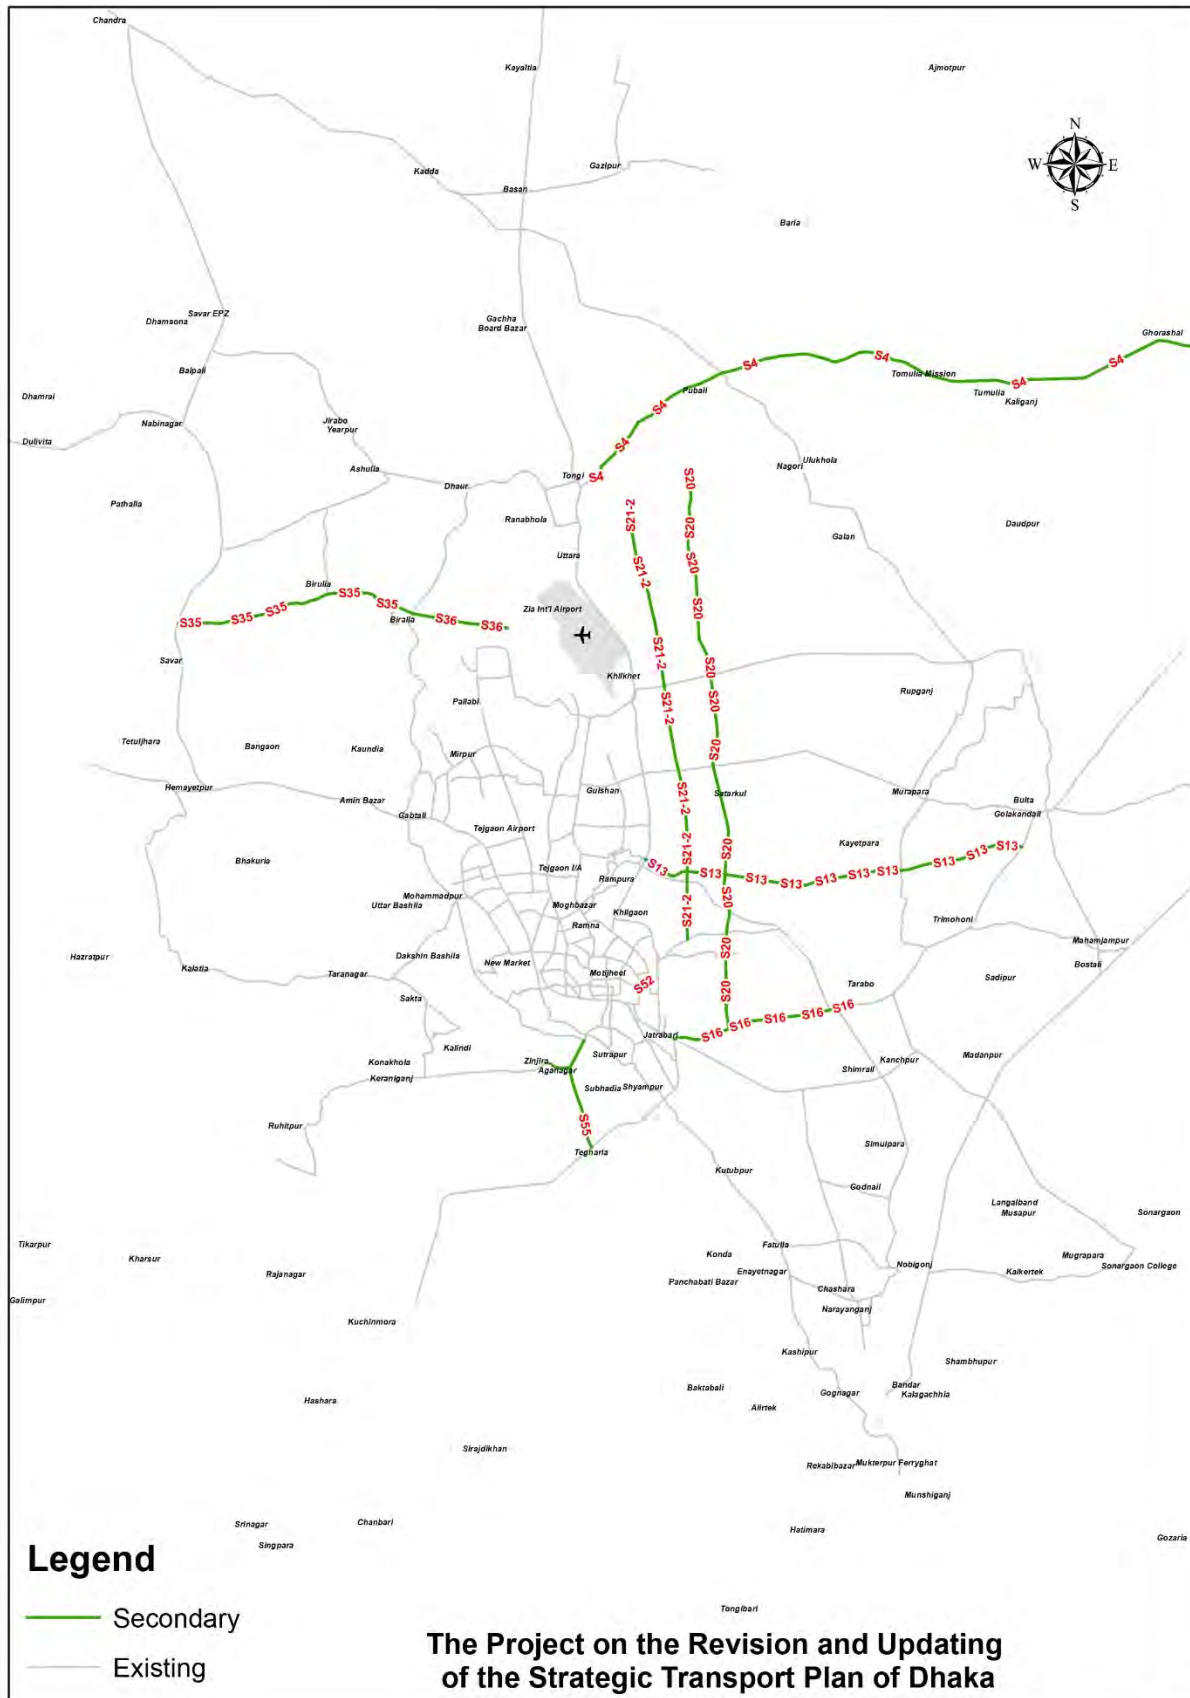 Chandra
Kayaltia
Ajmotpur
N
W E
S
Gazipur
Kadda
Basan
Baria
Savar EPZ
Dhamsona
Gachha
Board Bazar
Ghorashal
Baipali
S4
S4
Tomulia Mission
S4
S4
Tumulia
Kaliganj
Pubail
Dhamrai
S4
Nabinagar
Jirabo
Yearpur
Dulivita
S4
Ashulia
Tongi
S4
Nagori
Ulukhola
Dhaur
S20
Pathalia
S21-2
Ranabhola
S20
Daudpur
Galan
Uttara
S21-2
S20
Birulia
S35
S35
S35
S35
S35
S36
S36
Biralia
Zia Int'l Airport
S20
Savar
S21-2
Khilkhet
S20
Rupganj
Pallabi
S21-2
S20
Tetuljhara
Bangaon
Kaundia
Mirpur
S20
Hemayetpur
Gulshan
Satarkul
Murapara
Bulta
Golakandail
Amin Bazar
Gabtali
S21-2
Tejgaon Airport
Kayetpara
S20
S21-2
Bhakuria
Tejgaon I/A
Rampura
S13
S13
S13
S13
S13
S13
S13
S13
S13
S13
Mohammadpur
Uttar Bashila
Moghbazar
Khilgaon
S20
S21-2
Ramna
Trimohoni
Mahamjampur
Hazratpur
Dakshin Bashila
New Market
S20
Bostali
Kalatia
Taranagar
Motijheel
S52
S20
Tarabo
Sadipur
Sakta
Jatrabari
S16
S16
S16
S16
S16
Kalindi
Konakhola
Keraniganj
Zinjira
Aganagar
Sutrapur
Kanchpur
Madanpur
Shimrail
Subhadia
Shyampur
Ruhitpur
S55
Tegharia
Simulpara
Kutubpur
Godnail
Langalband
Musapur
Sonargaon
Tikarpur
Kharsur
Konda
Fatulla
Mugrapara
Sonargaon College
Rajanagar
Enayetnagar
Panchabati Bazar
Nobigonj
Kaikertek
Galimpur
Chashara
Narayanganj
Kuchinmora
Kashipur
Shambhupur
Baktabali
Bandar
Kalagachhia
Gognagar
Hashara
Alirtek
Sirajdikhan
Rekabibazar
Mukterpur Ferryghat
Munshiganj
Srinagar
Chanbari
Hatimara
Singpara
Gozaria
Legend
Secondary
Existing
Tongibari
The Project on the Revision and Updating
of the Strategic Transport Plan of Dhaka